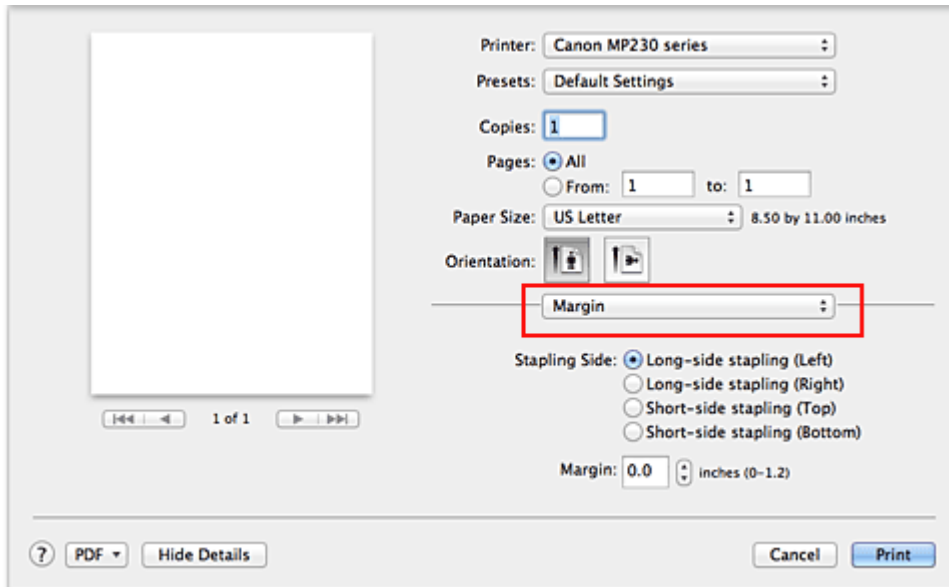 Printer: Canon MP230 series
Presets: Default Settings
Copies: 1
Pages: All
From: 1 to: 1
Paper Size: US Letter 8.50 by 11.00 inches
Orientation:
Margin
Stapling Side: Long-side stapling (Left)
Long-side stapling (Right)
Short-side stapling (Top)
Short-side stapling (Bottom)
1 of 1
Margin: 0.0 inches (0-1.2)
? PDF Hide Details Cancel Print